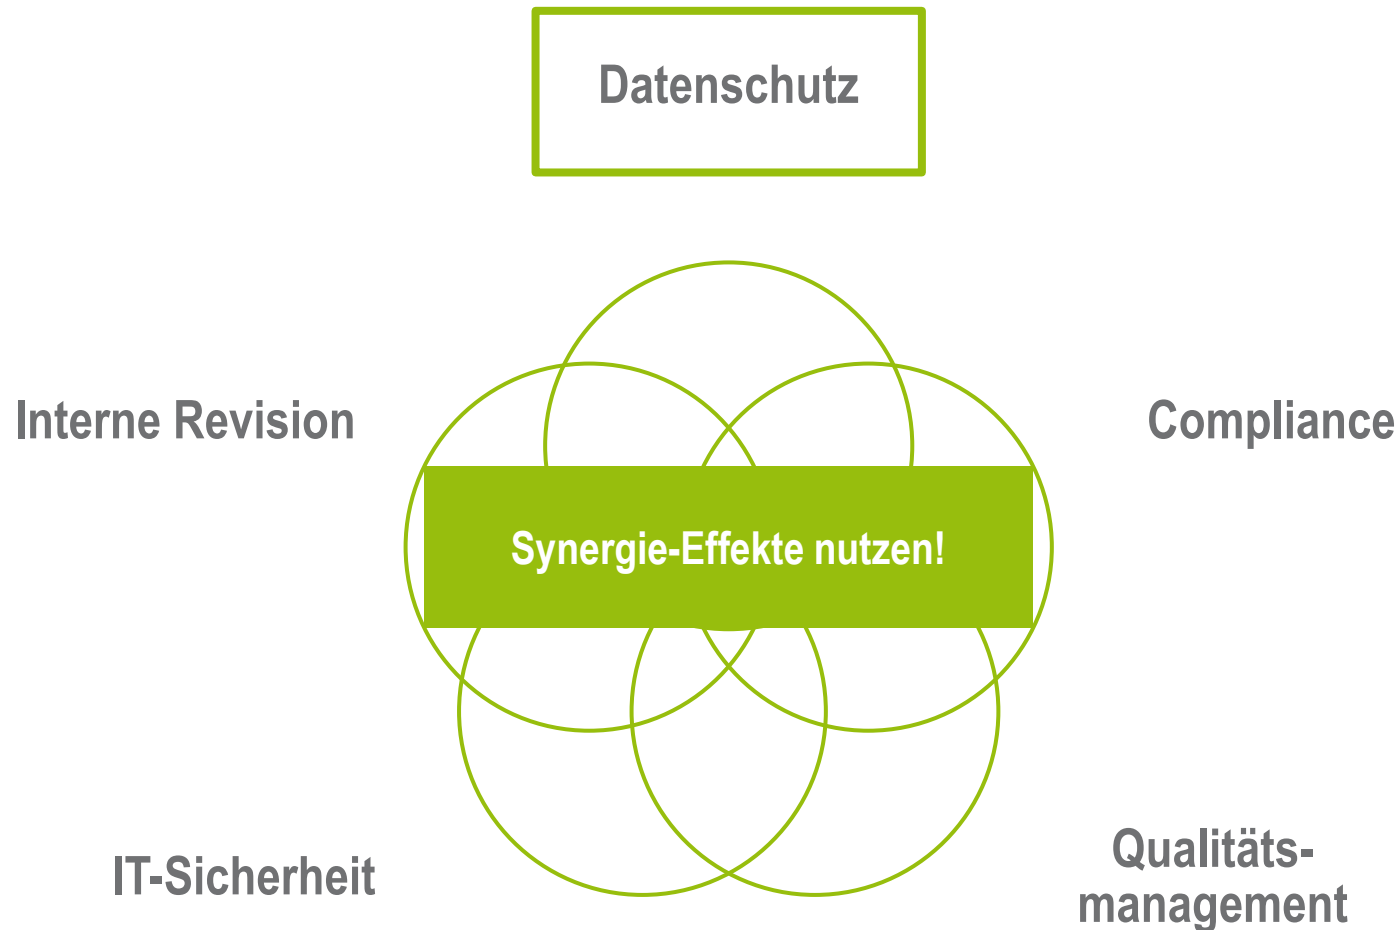 Datenschutz
Interne Revision
Compliance
Synergie-Effekte nutzen!
IT-Sicherheit
Qualitäts-
management